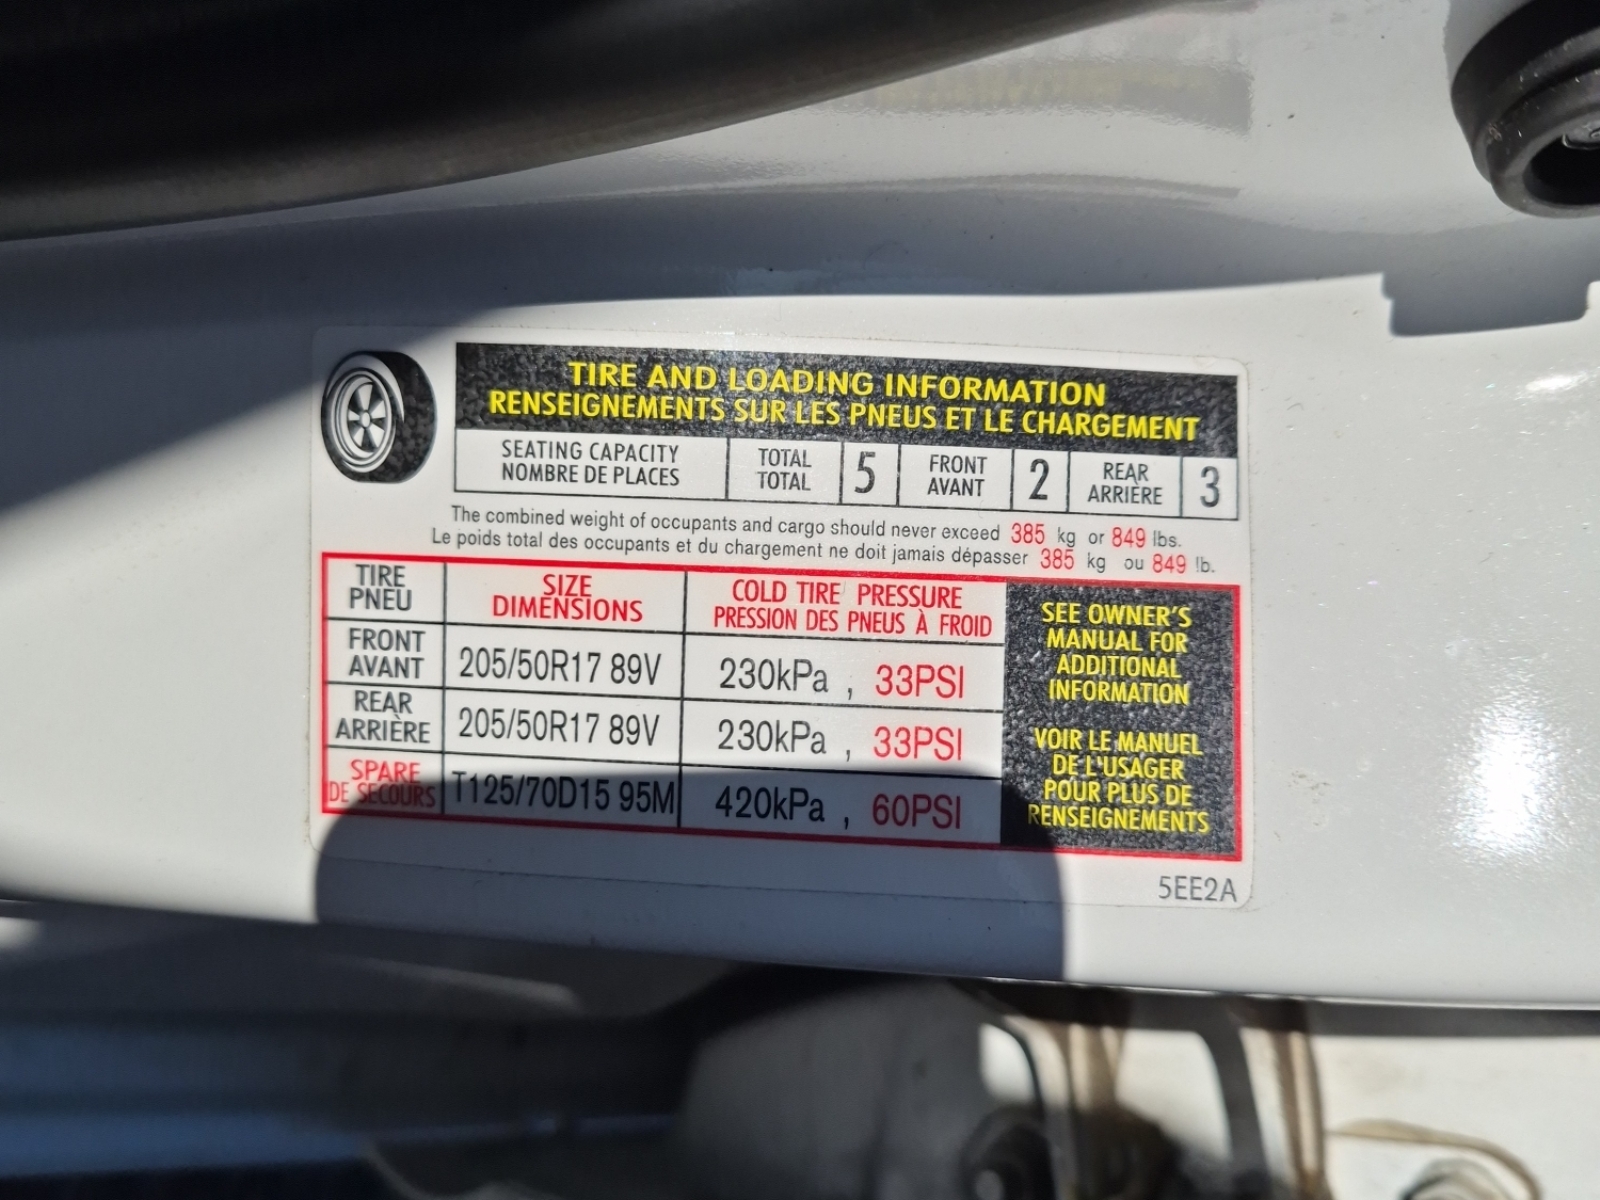 TIRE AND LOADING INFORMATION
RENSEIGNEMENTS SUR LES PNEUS ET LE CHARGEMENT
SEATING CAPACITY
NOMBRE DE PLACES
TOTAL
TOTAL
5
FRONT
AVANT
2
REAR
ARRIÈRE
3
The combined weight of occupants and cargo should never exceed 385 kg or 849 lbs.
Le poids total des occupants et du chargement ne doit jamais dépasser 385 kg ou 849 lb.
TIRE
PNEU
SIZE
DIMENSIONS
COLD TIRE PRESSURE
PRESSION DES PNEUS À FROID
FRONT
AVANT
205/50R17 89V
230kPa , 33PSI
REAR
ARRIÈRE
205/50R17 89V
230kPa , 33PSI
SPARE
DE SECOURS
T125/70D15 95M
420kPa , 60PSI
SEE OWNER'S
MANUAL FOR
ADDITIONAL
INFORMATION
VOIR LE MANUEL
DE L'USAGER
POUR PLUS DE
RENSEIGNEMENTS
5EE2A